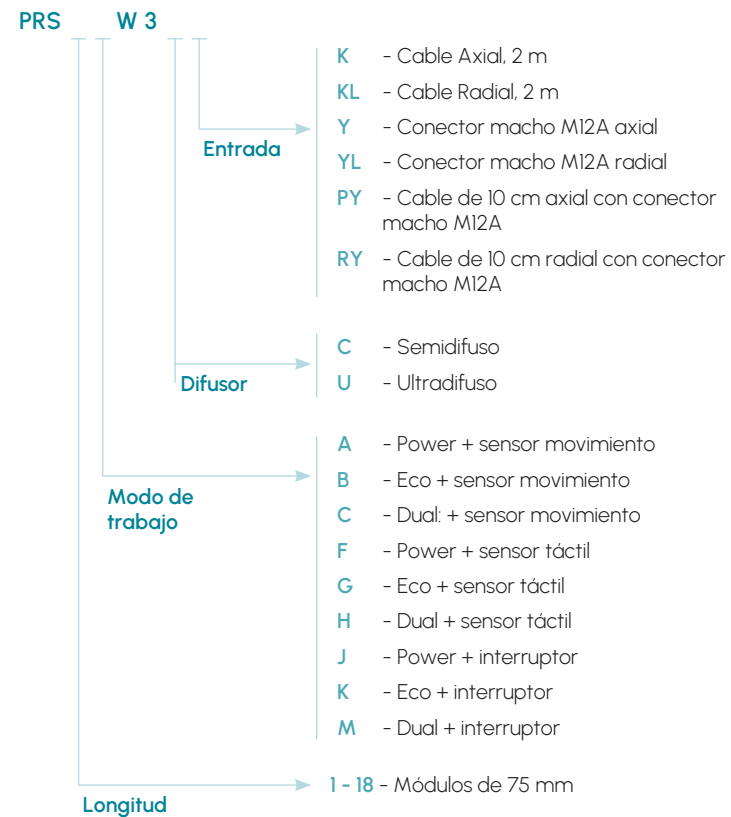 PRS W 3
K - Cable Axial, 2 m
KL - Cable Radial, 2 m
Y - Conector macho M12A axial
Entrada
YL - Conector macho M12A radial
PY - Cable de 10 cm axial con conector
macho M12A
RY - Cable de 10 cm radial con conector
macho M12A
C - Semidifuso
Difusor
U - Ultradifuso
A - Power + sensor movimiento
B - Eco + sensor movimiento
Modo de
trabajo
C - Dual: + sensor movimiento
F - Power + sensor táctil
G - Eco + sensor táctil
H - Dual + sensor táctil
J - Power + interruptor
K - Eco + interruptor
M - Dual + interruptor
1 - 18 - Módulos de 75 mm
Longitud